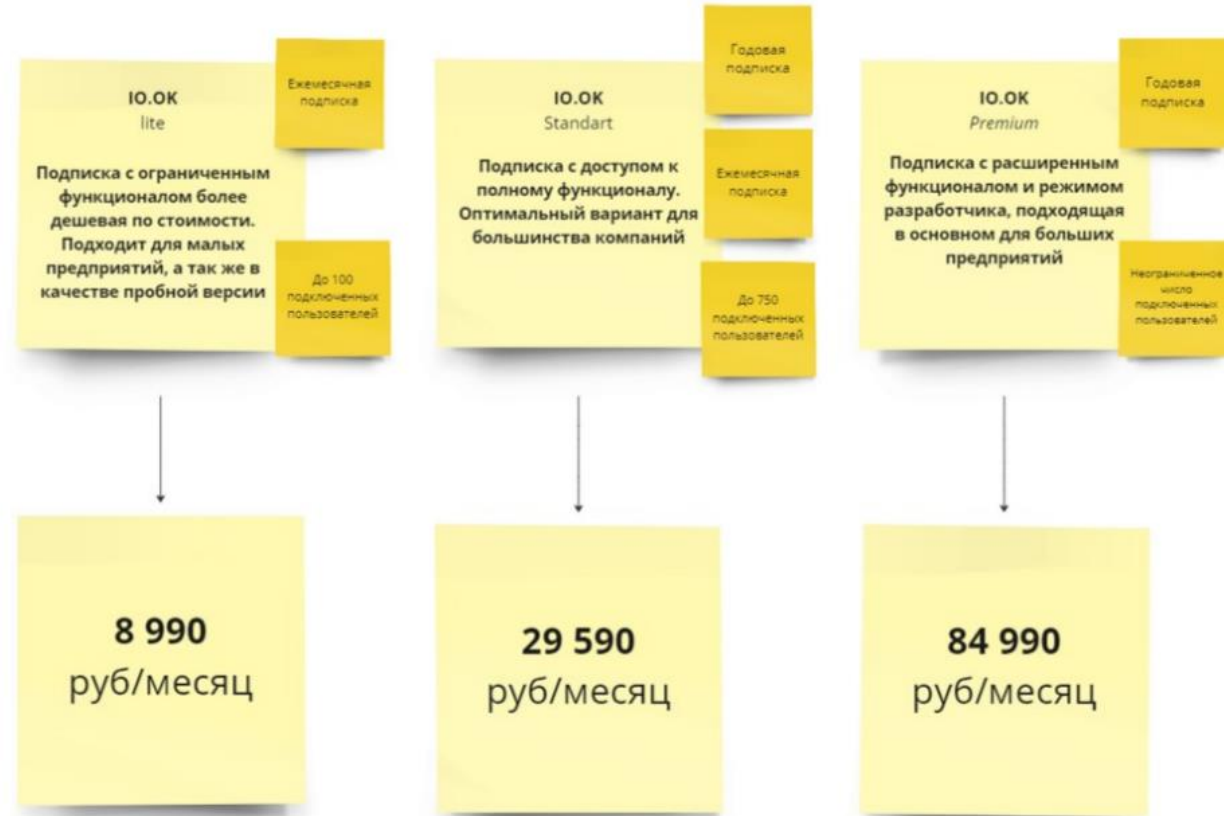 IO.OK
lite
Подписка с ограниченным
функционалом более
дешевая по стоимости.
Подходит для малых
предприятий, а так же в
качестве пробной версии
Ежемесячная
подписка
До 100
подключенных
пользователей
IO.OK
Standart
Подписка с доступом к
полному функционалу.
Оптимальный вариант для
большинства компаний
Годовая
подписка
Ежемесячная
подписка
До 750
подключенных
пользователей
IO.OK
Premium
Подписка с расширенным
функционалом и режимом
разработчика, подходящая
в основном для больших
предприятий
Годовая
подписка
Неограниченное
число
подключенных
пользователей
8 990
руб/месяц
29 590
руб/месяц
84 990
руб/месяц